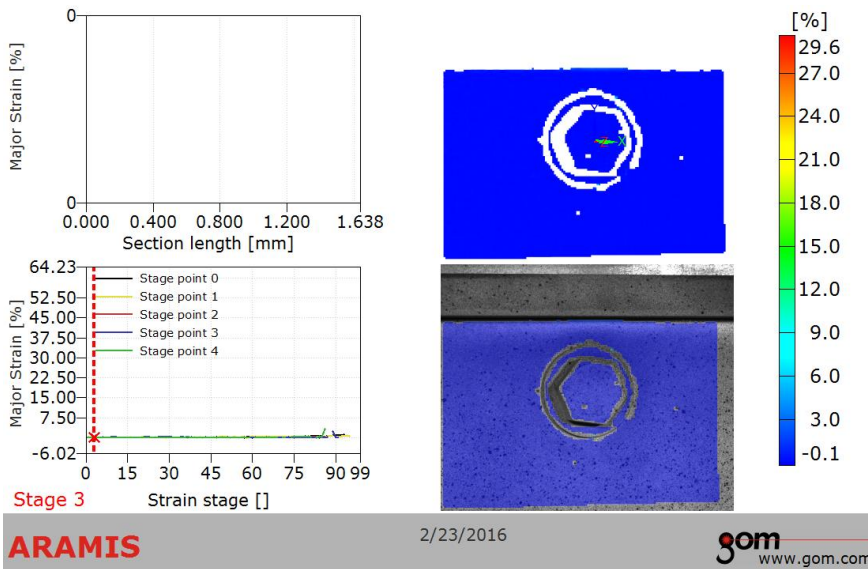 [%]
29.6
27.0
24.0
21.0
18.0
15.0
12.0
9.0
6.0
3.0
-0.1
Major Strain [%]
0
0
0.000 0.400 0.800 1.200 1.638
Section length [mm]
Y
X
Major Strain [%]
64.23
52.50
45.00
37.50
30.00
22.50
15.00
7.50
-6.02
Stage point 0
Stage point 1
Stage point 2
Stage point 3
Stage point 4
0 15 30 45 60 75 90 99
Stage 3 Strain stage []
ARAMIS
2/23/2016
gom
www.gom.com